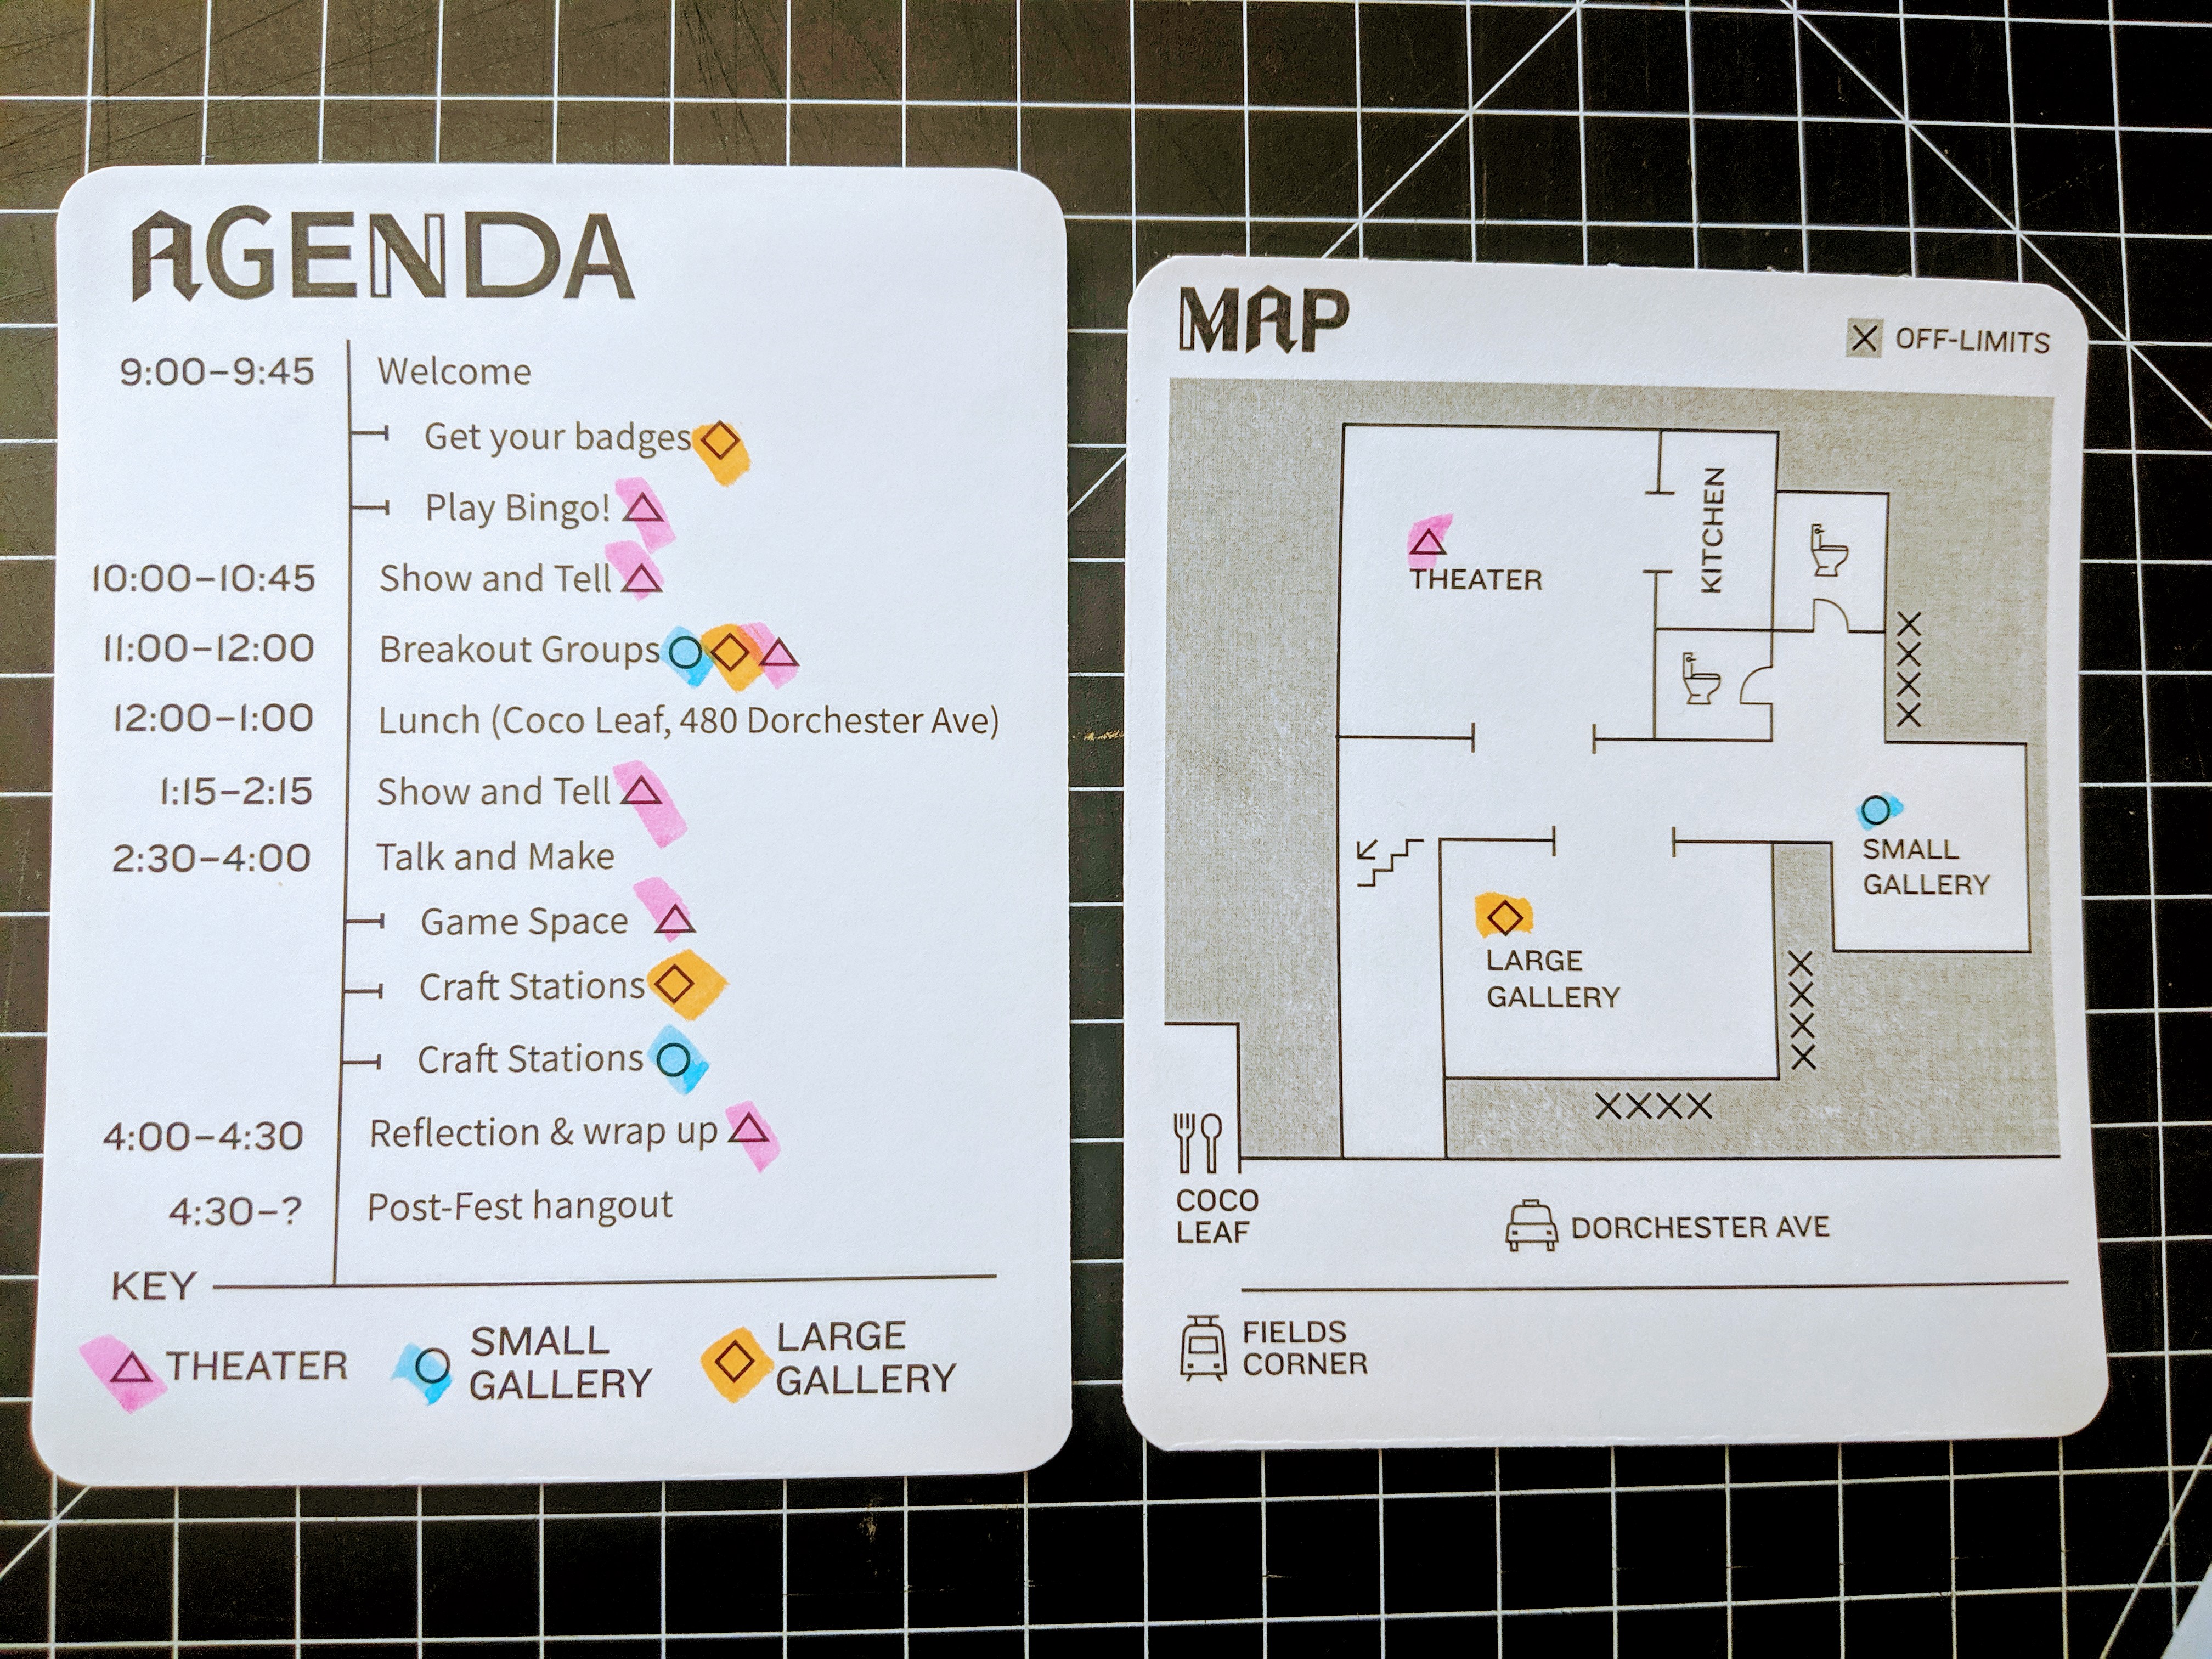 AGENDA
9:00–9:45 Welcome
Get your badges
Play Bingo!
10:00–10:45 Show and Tell
11:00–12:00 Breakout Groups
12:00–1:00 Lunch (Coco Leaf, 480 Dorchester Ave)
1:15–2:15 Show and Tell
2:30–4:00 Talk and Make
Game Space
Craft Stations
Craft Stations
4:00–4:30 Reflection & wrap up
4:30–? Post-Fest hangout
KEY
THEATER
SMALL
GALLERY
LARGE
GALLERY
MAP
X OFF-LIMITS
THEATER
KITCHEN
XXXX
SMALL
GALLERY
LARGE
GALLERY
XXXX
XXXX
COCO
LEAF
DORCHESTER AVE
FIELDS
CORNER